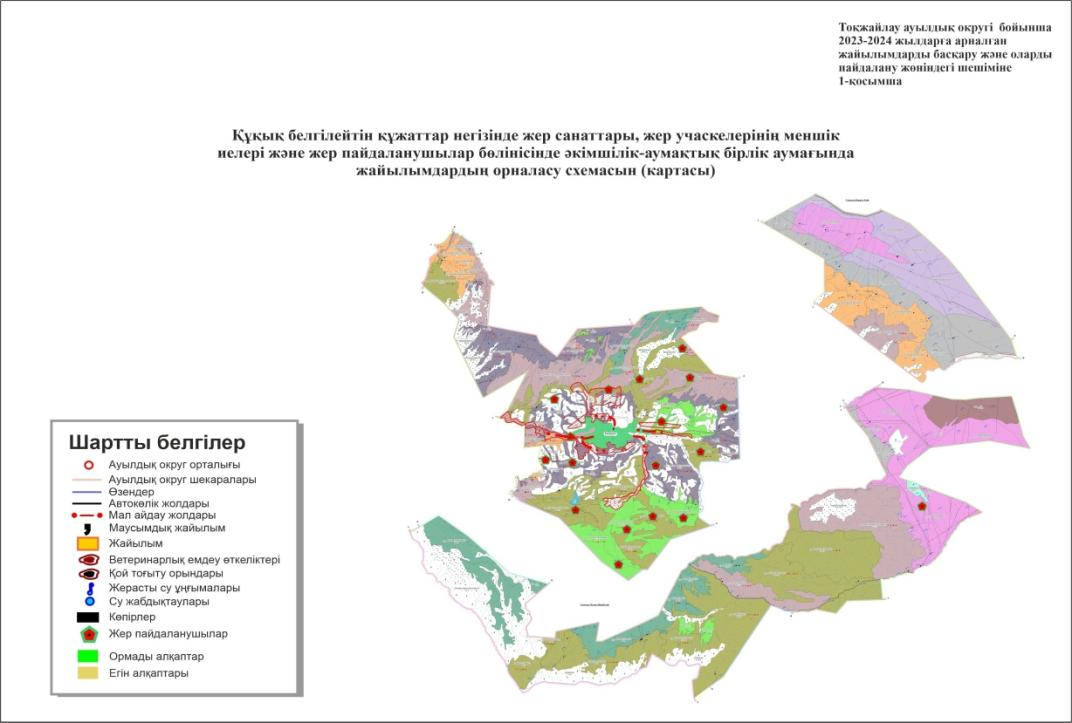 Тоқжайлау ауылдық округі бойынша
2023-2024 жылдарға арналған
жайылымдарды басқару және оларды
пайдалану жөніндегі шешіміне
1-қосымша
Құқық белгілейтін құжаттар негізінде жер санаттары, жер учаскелерінің меншік
иелері және жер пайдаланушылар бөлінісінде әкімшілік-аумақтық бірлік аумағында
жайылымдардың орналасу схемасын (картасы)
Шартты белгілер
Ауылдық округ орталығы
Ауылдық округ шекаралары
Өзендер
Автокөлік жолдары
Мал айдау жолдары
Маусымдық жайылым
Жайылым
Ветеринарлық емдеу өткеліктері
Қой тоғыту орындары
Жерасты су ұңғымалары
Су жабдықтаулары
Көпірлер
Жер пайдаланушылар
Ормады алқаптар
Егін алқаптары